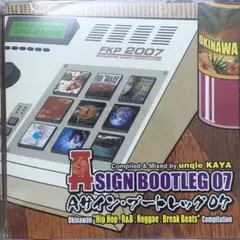 FKP 2007
OKINAWA
Compiled & Mixed by unqle KAYA
ASIGN BOOTLEG 07
Aサイン・ブートレッグ 07
Okinawan "Hip Hop, R&B, Reggae, Break Beats" Compilation